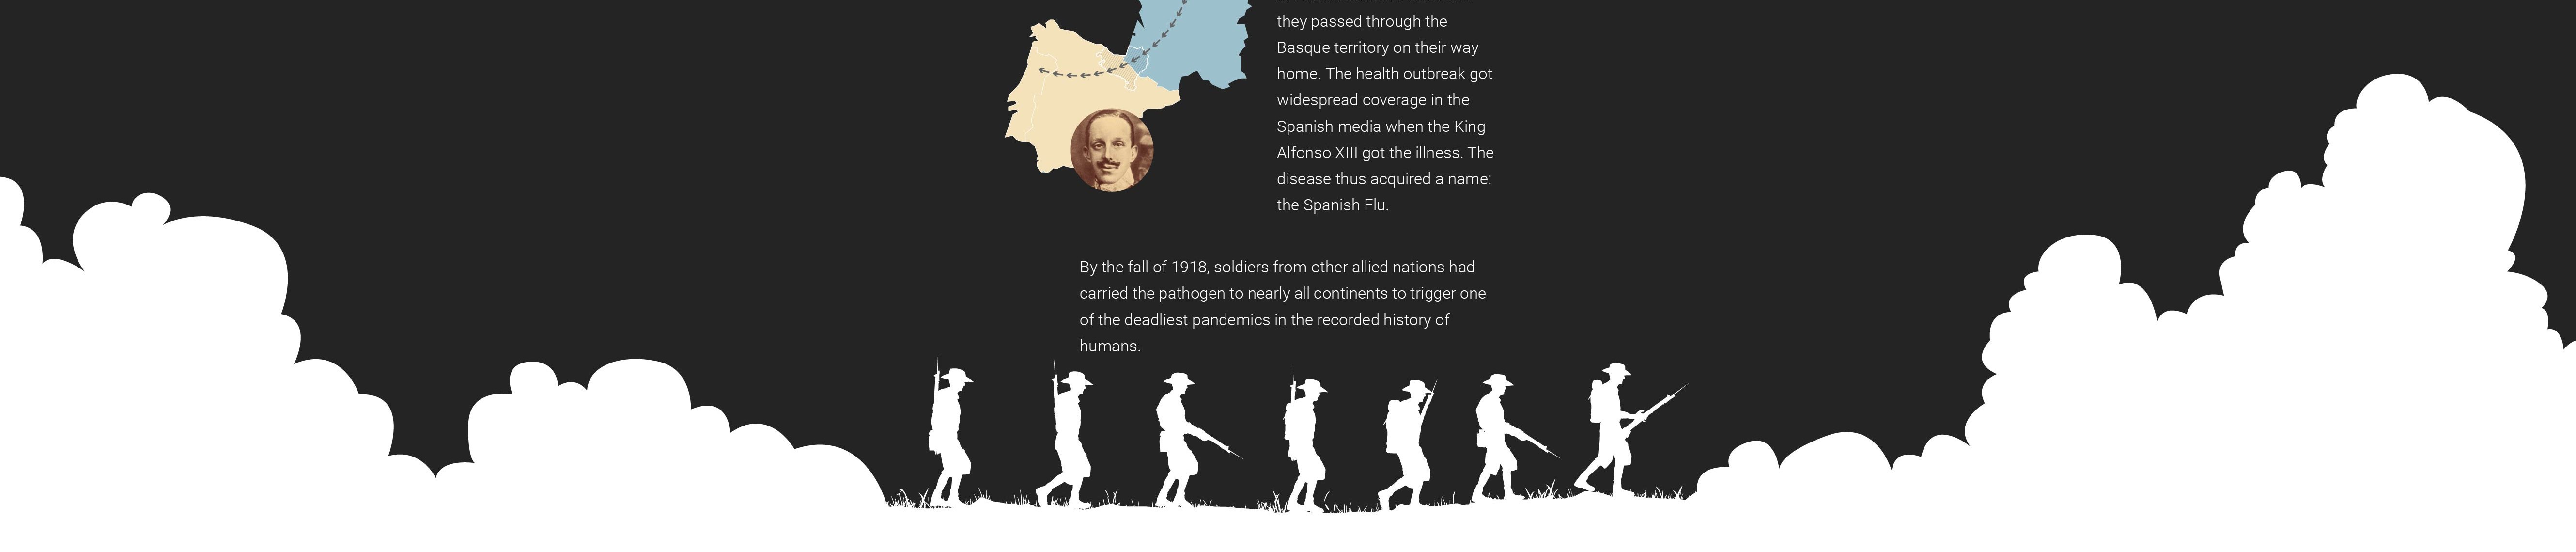 they passed through the
Basque territory on their way
home. The health outbreak got
widespread coverage in the
Spanish media when the King
Alfonso XIII got the illness. The
disease thus acquired a name:
the Spanish Flu.
By the fall of 1918, soldiers from other allied nations had
carried the pathogen to nearly all continents to trigger one
of the deadliest pandemics in the recorded history of
humans.